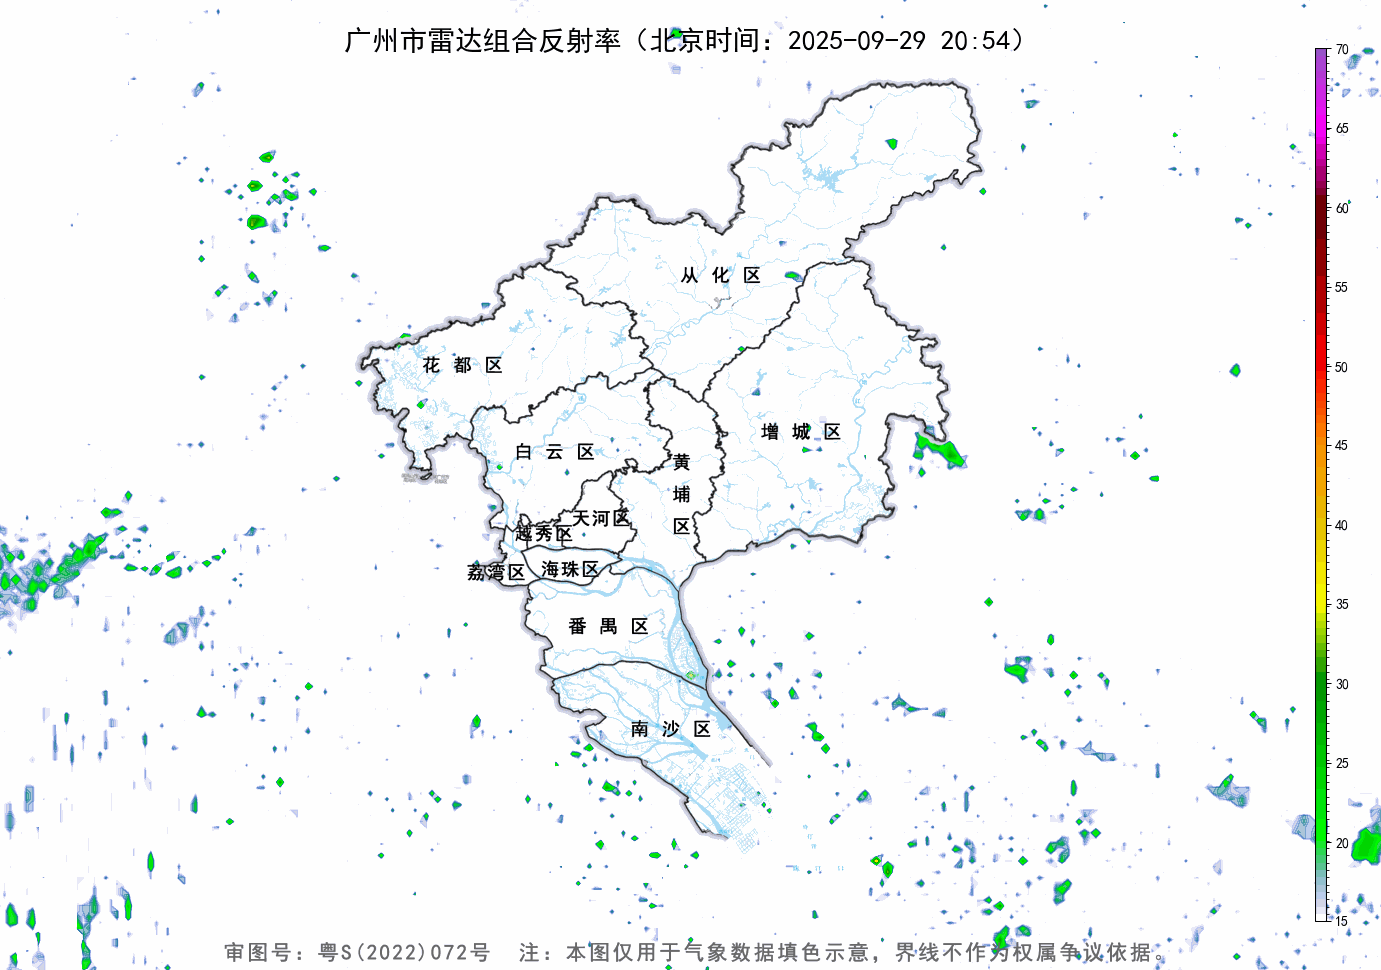 广州市雷达组合反射率（北京时间：2025-09-29 20:54）
70
65
60
55
50
45
40
35
30
25
20
15
从化区
花都区
增城区
白云区
黄埔区
天河区
越秀区
荔湾区
海珠区
番禺区
南沙区
审图号：粤S(2022)072号 注：本图仅用于气象数据填色示意，界线不作为权属争议依据。